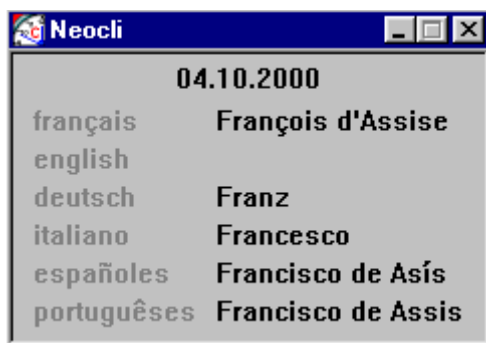 Neocli
04.10.2000
français François d'Assise
english
deutsch Franz
italiano Francesco
españoles Francisco de Asís
portuguêses Francisco de Assis